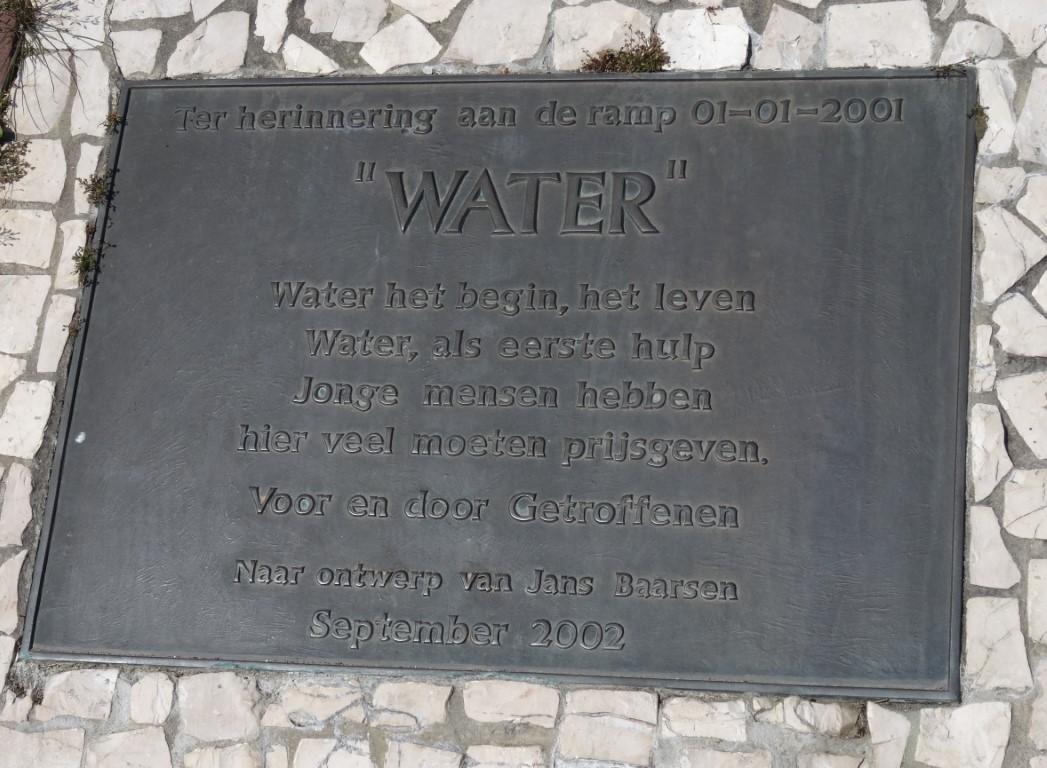 Ter herinnering aan de ramp 01-01-2001
"WATER"
Water het begin, het leven
Water, als eerste hulp
Jonge mensen hebben
hier veel moeten prijsgeven.
Voor en door Getroffenen
Naar ontwerp van Jans Baarsen
September 2002